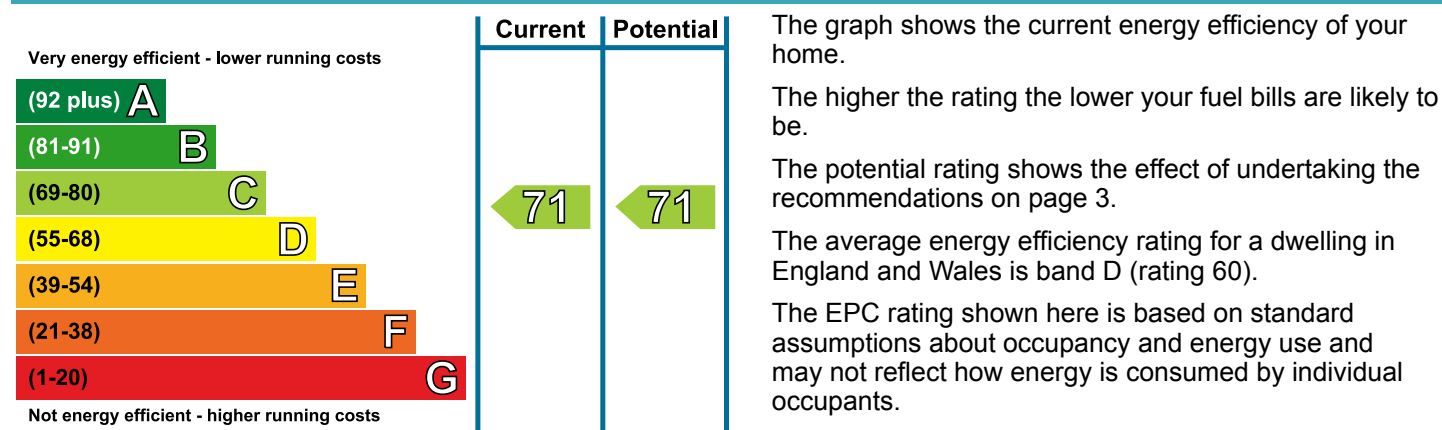 Current Potential
Very energy efficient - lower running costs
(92 plus) A
(81-91) B
(69-80) C
(55-68) D
(39-54) E
(21-38) F
(1-20) G
Not energy efficient - higher running costs
71 71
The graph shows the current energy efficiency of your
home.
The higher the rating the lower your fuel bills are likely to
be.
The potential rating shows the effect of undertaking the
recommendations on page 3.
The average energy efficiency rating for a dwelling in
England and Wales is band D (rating 60).
The EPC rating shown here is based on standard
assumptions about occupancy and energy use and
may not reflect how energy is consumed by individual
occupants.